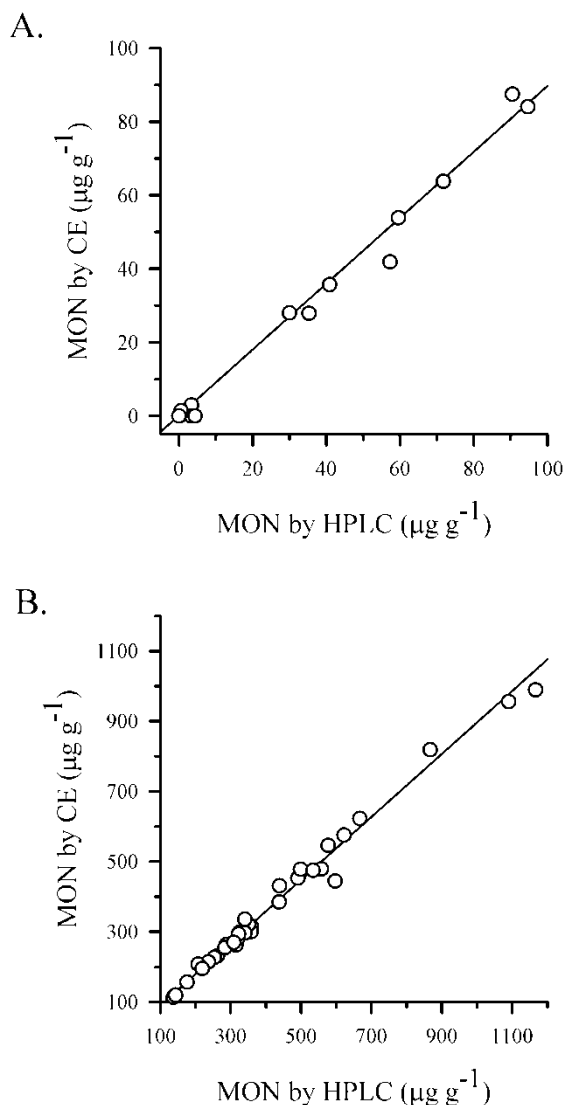 A.
100
80
60
40
20
0
MON by CE (μg g⁻¹)
0 20 40 60 80 100
MON by HPLC (μg g⁻¹)
B.
1100
900
700
500
300
100
MON by CE (μg g⁻¹)
100 300 500 700 900 1100
MON by HPLC (μg g⁻¹)